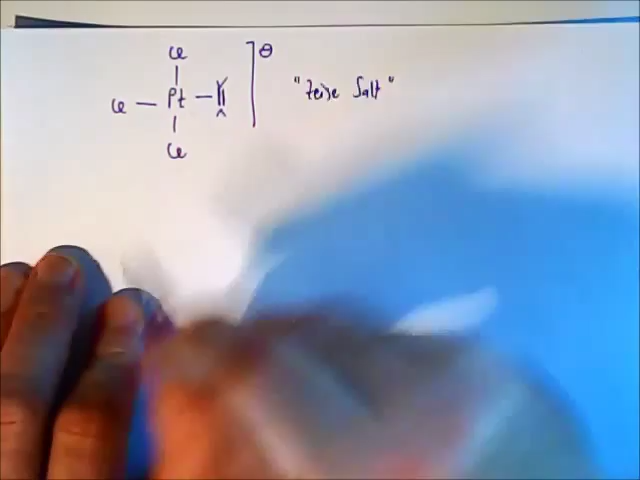 Cl
Cl — Pt — || ] ⊖ "Zeise Salt"
Cl